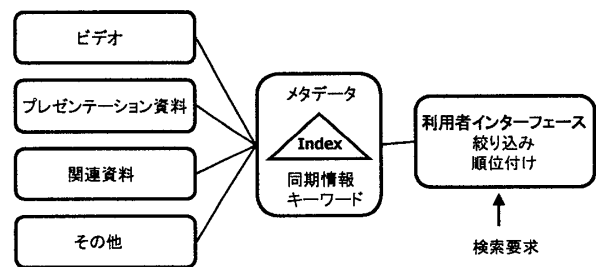 ビデオ
プレゼンテーション資料
関連資料
その他
メタデータ
Index
同期情報
キーワード
利用者インターフェース
絞り込み
順位付け
検索要求